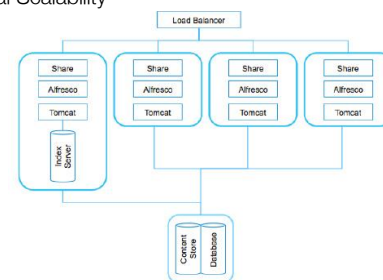 al Scalability
Load Balancer
Share
Alfresco
Tomcat
Index
Server
Share
Alfresco
Tomcat
Share
Alfresco
Tomcat
Share
Alfresco
Tomcat
Content
Store
Database